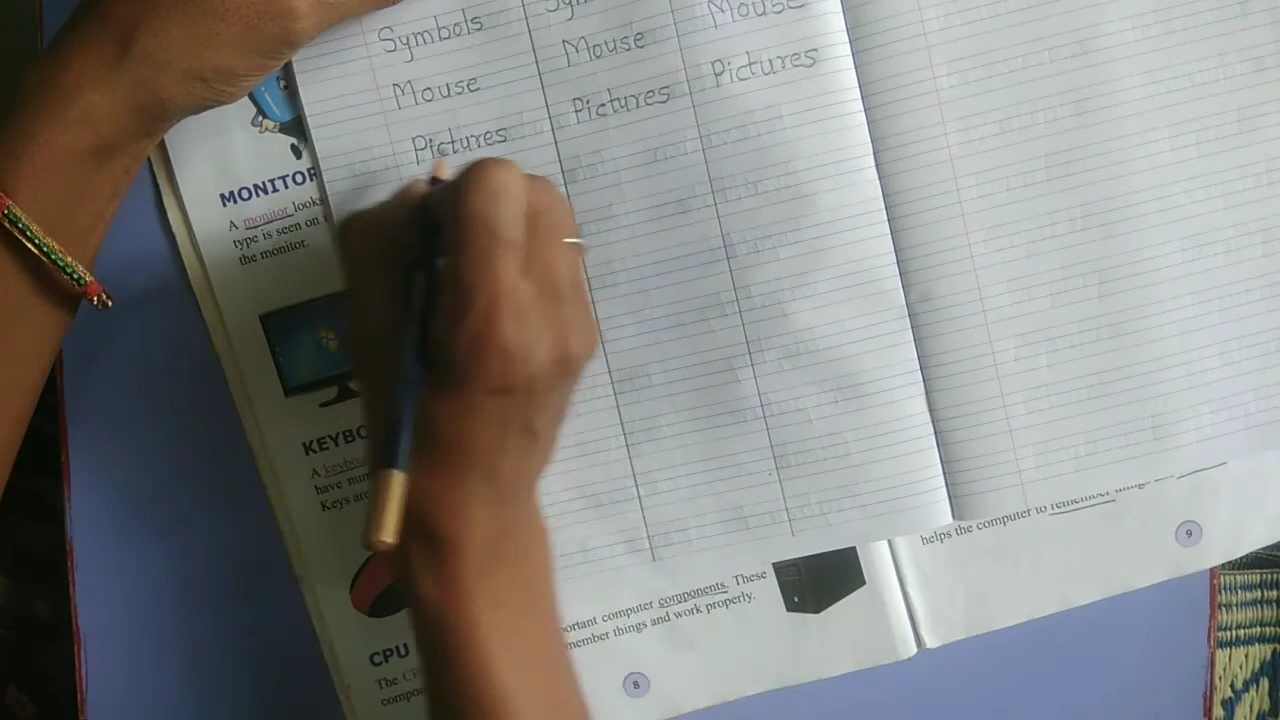 Symbols
Mouse Mouse Mouse
Pictures Pictures Pictures
MONITOR
A monitor looks
type is seen on
the monitor.
KEYBO
A keyboa
have num
Keys are
CPU
The CP
compo
ortant computer components. These
member things and work properly.
8
helps the computer to remember things
9